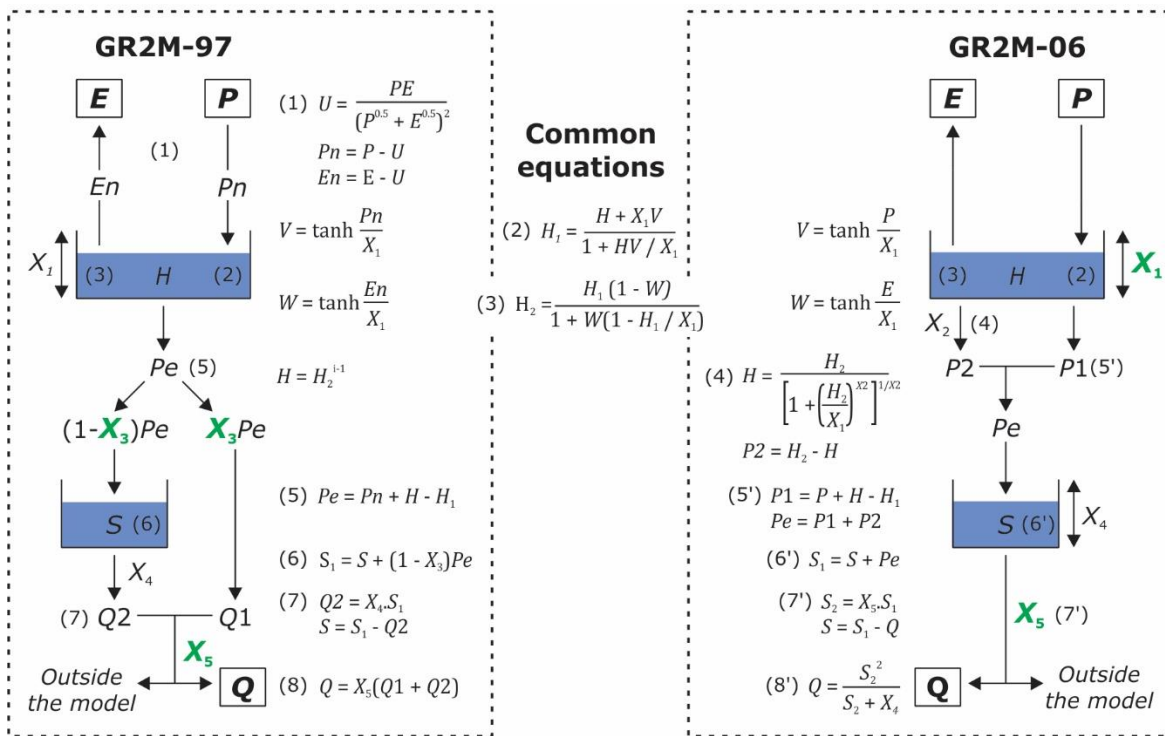 GR2M-97
E
P
(1) U = PE / (P^0.5 + E^0.5)^2
Pn = P - U
En = E - U
(1)
En
Pn
V = tanh Pn / X₁
X₁
(3)
H
(2)
W = tanh En / X₁
Pe (5)
H = H₂^i-1
(1-X₃)Pe
X₃Pe
(5) Pe = Pn + H - H₁
S (6)
(6) S₁ = S + (1 - X₃)Pe
X₄
(7) Q2
Q1
(7) Q2 = X₄.S₁
S = S₁ - Q2
X₅
Outside
the model
Q
(8) Q = X₅(Q1 + Q2)
Common
equations
(2) H₁ = H + X₁V / 1 + HV / X₁
(3) H₂ = H₁ (1 - W) / 1 + W(1 - H₁ / X₁)
GR2M-06
E
P
V = tanh P / X₁
(3)
H
(2)
X₁
W = tanh E / X₁
X₂
(4)
P2
P1(5')
(4) H = H₂ / [1 + (H₂ / X₁)^X2]^1/X2
P2 = H₂ - H
Pe
(5') P1 = P + H - H₁
Pe = P1 + P2
S (6')
X₄
(6') S₁ = S + Pe
(7') S₂ = X₅.S₁
S = S₁ - Q
X₅ (7')
(8') Q = S₂² / S₂ + X₄
Q
Outside
the model